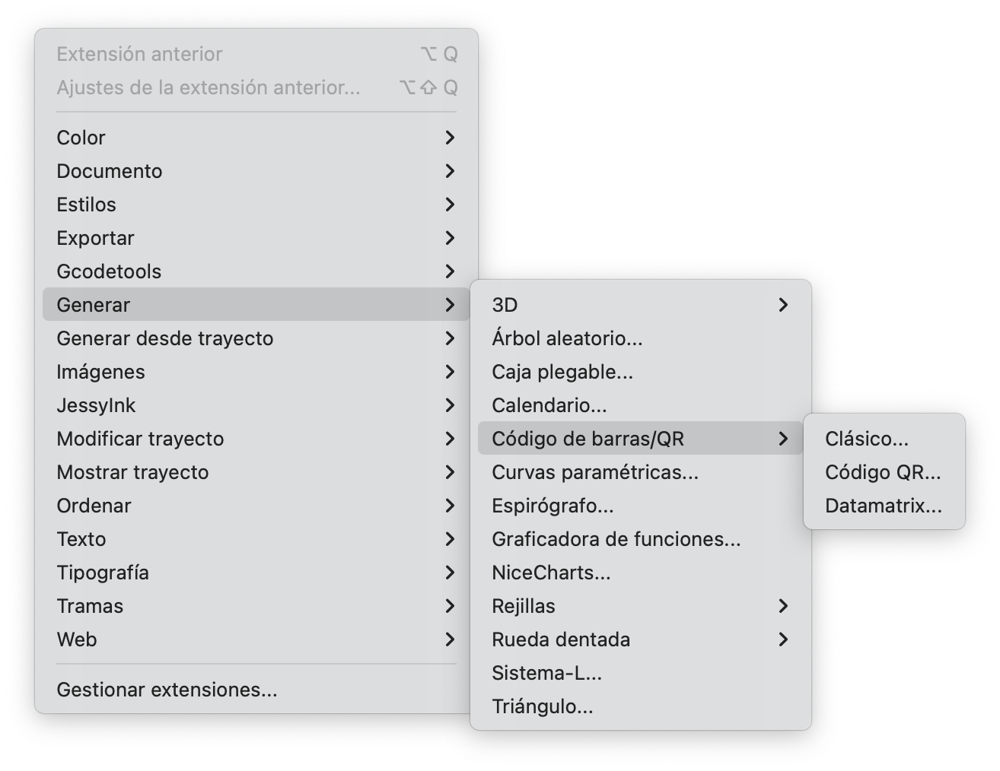 Extensión anterior ⌥ Q
Ajustes de la extensión anterior... ⌥⇧ Q
Color
Documento
Estilos
Exportar
Gcodetools
Generar
Generar desde trayecto
Imágenes
JessyInk
Modificar trayecto
Mostrar trayecto
Ordenar
Texto
Tipografía
Tramas
Web
Gestionar extensiones...
3D
Árbol aleatorio...
Caja plegable...
Calendario...
Código de barras/QR
Curvas paramétricas...
Espirógrafo...
Graficadora de funciones...
NiceCharts...
Rejillas
Rueda dentada
Sistema-L...
Triángulo...
Clásico...
Código QR...
Datamatrix...